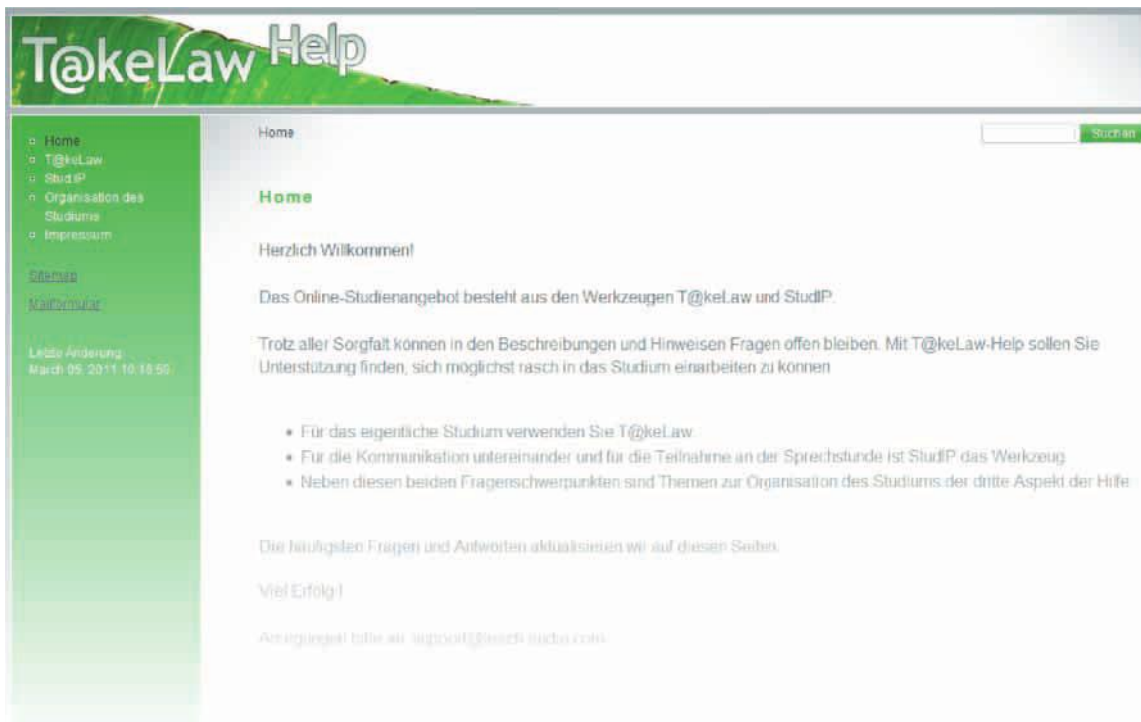 T@keLaw Help
Home
T@keLaw
Stud.IP
Organisation des
Studiums
Impressum
Sitemap
Mailformular
Letzte Änderung:
March 05. 2011 10:18:
Home
Suchen
Home
Herzlich Willkommen!
Das Online-Studienangebot besteht aus den Werkzeugen T@keLaw und StudIP.
Trotz aller Sorgfalt können in den Beschreibungen und Hinweisen Fragen offen bleiben. Mit T@keLaw-Help sollen Sie
Unterstützung finden, sich möglichst rasch in das Studium einarbeiten zu können
Für das eigentliche Studium verwenden Sie T@keLaw.
Für die Kommunikation untereinander und für die Teilnahme an der Sprechstunde ist StudIP das Werkzeug
Neben diesen beiden Fragenschwerpunkten sind Themen zur Organisation des Studiums der dritte Aspekt der Hilfe
Die häufigsten Fragen und Antworten aktualisieren wir auf diesen Seiten.
Viel Erfolg!
Anregungen bitte an